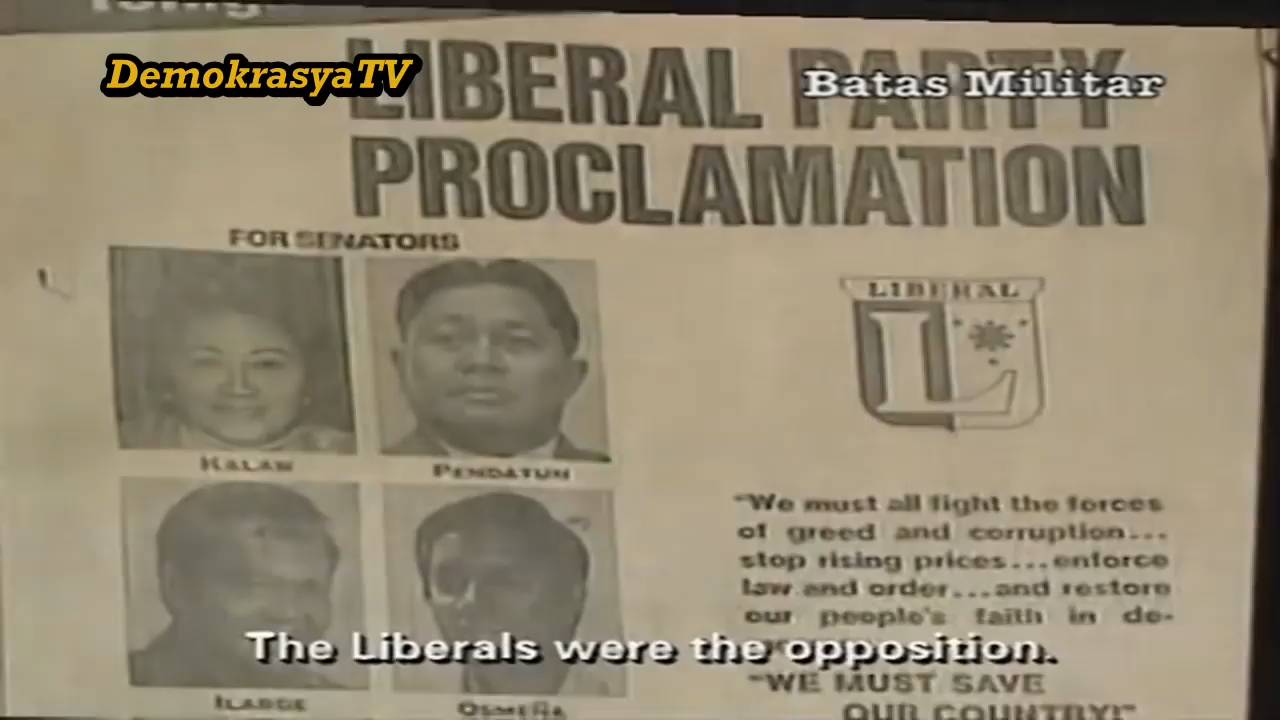 DemokrasyaTV
Batas Militar
LIBERAL PARTY
PROCLAMATION
FOR SENATORS
KALAW
PENDATUN
ILARDE
OSMEÑA
LIBERAL
L
"We must all fight the forces
of greed and corruption...
stop rising prices...enforce
law and order...and restore
our people's faith in de-
"WE MUST SAVE
OUR COUNTRY!"
The Liberals were the opposition.